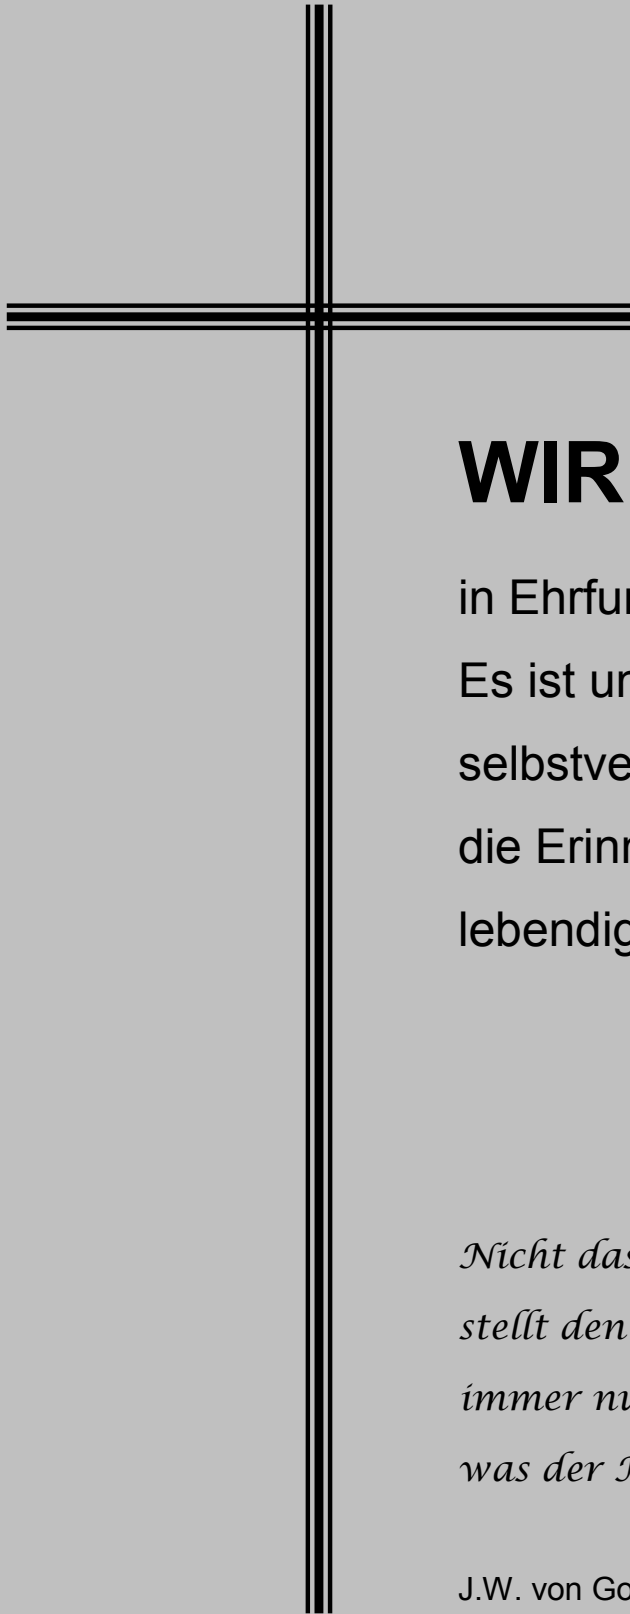 WIR
in Ehrfur
Es ist un
selbstve
die Erinn
lebendig
Nicht das
stellt den
immer nu
was der
J.W. von Go